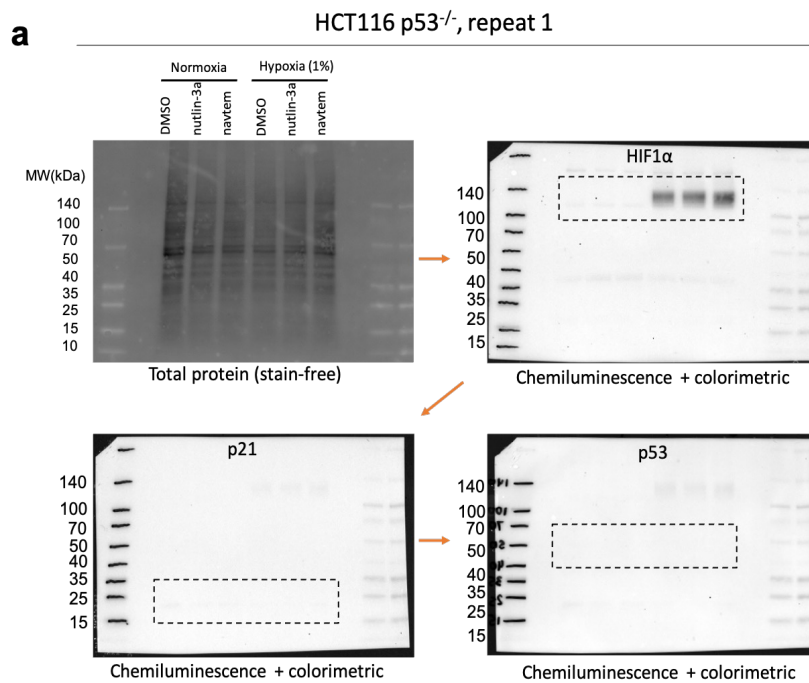 a
HCT116 p53-/-, repeat 1
Normoxia
Hypoxia (1%)
DMSO
nutlin-3a
navtem
DMSO
nutlin-3a
navtem
MW(kDa)
140
100
70
50
40
35
25
15
10
Total protein (stain-free)
HIF1α
140
100
70
50
40
35
25
15
Chemiluminescence + colorimetric
p21
140
100
70
50
40
35
25
15
Chemiluminescence + colorimetric
p53
140
100
70
50
40
35
25
15
Chemiluminescence + colorimetric